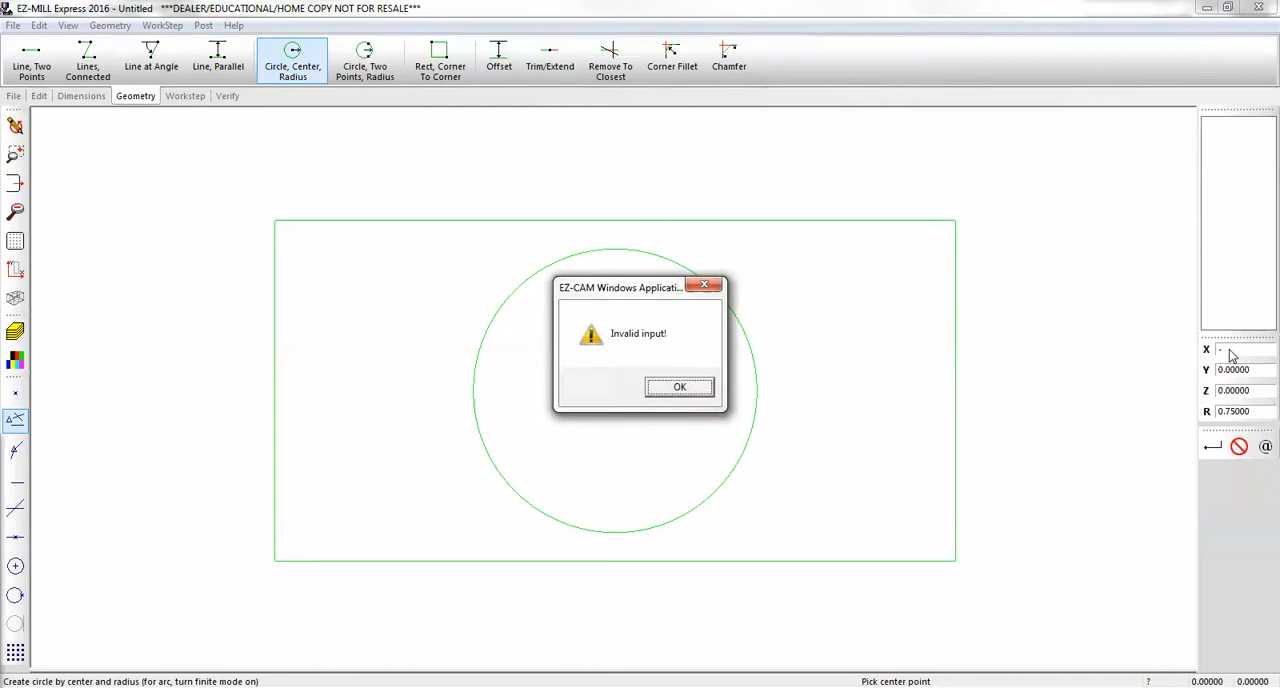 EZ-MILL Express 2016 - Untitled ***DEALER/EDUCATIONAL/HOME COPY NOT FOR RESALE***
File Edit View Geometry WorkStep Post Help
Line, Two
Points
Lines,
Connected
Line at Angle
Line, Parallel
Circle, Center,
Radius
Circle, Two
Points, Radius
Rect, Corner
To Corner
Offset
Trim/Extend
Remove To
Closest
Corner Fillet
Chamfer
File Edit Dimensions Geometry Workstep Verify
EZ-CAM Windows Applicati...
Invalid input!
OK
X -
Y 0.00000
Z 0.00000
R 0.75000
@
Create circle by center and radius (for arc, turn finite mode on)
Pick center point
? 0.00000 0.00000